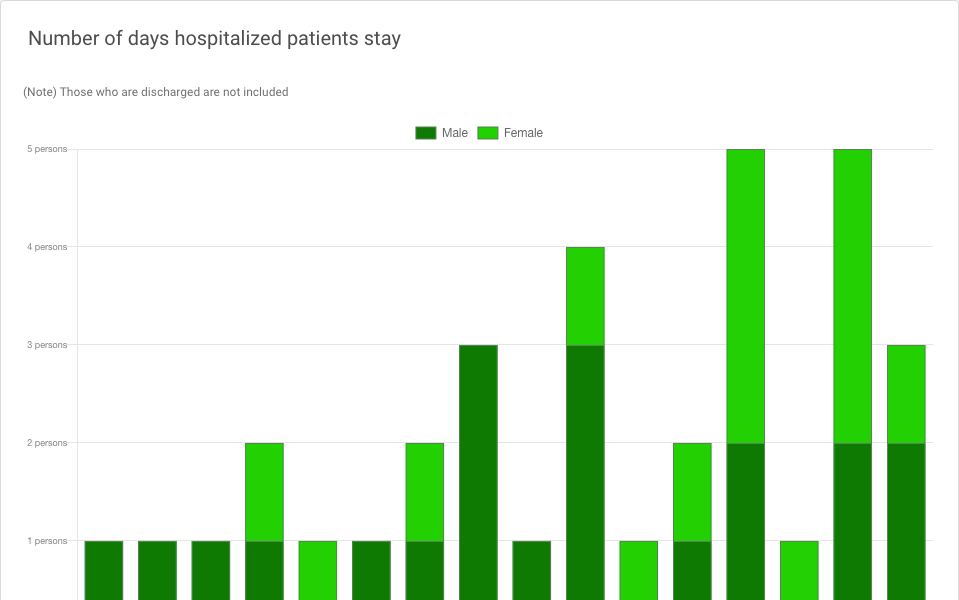 Number of days hospitalized patients stay
(Note) Those who are discharged are not included
Male Female
5 persons
4 persons
3 persons
2 persons
1 persons